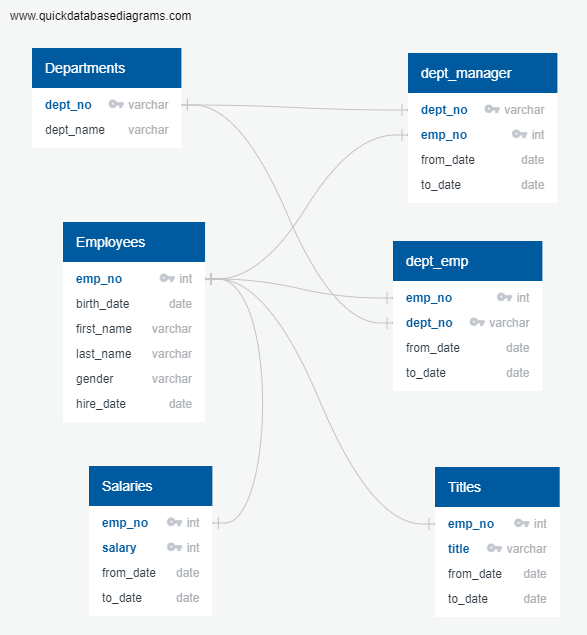 www.quickdatabasediagrams.com
Departments
dept_no varchar
dept_name varchar
dept_manager
dept_no varchar
emp_no int
from_date date
to_date date
Employees
emp_no int
birth_date date
first_name varchar
last_name varchar
gender varchar
hire_date date
dept_emp
emp_no int
dept_no varchar
from_date date
to_date date
Salaries
emp_no int
salary int
from_date date
to_date date
Titles
emp_no int
title varchar
from_date date
to_date date